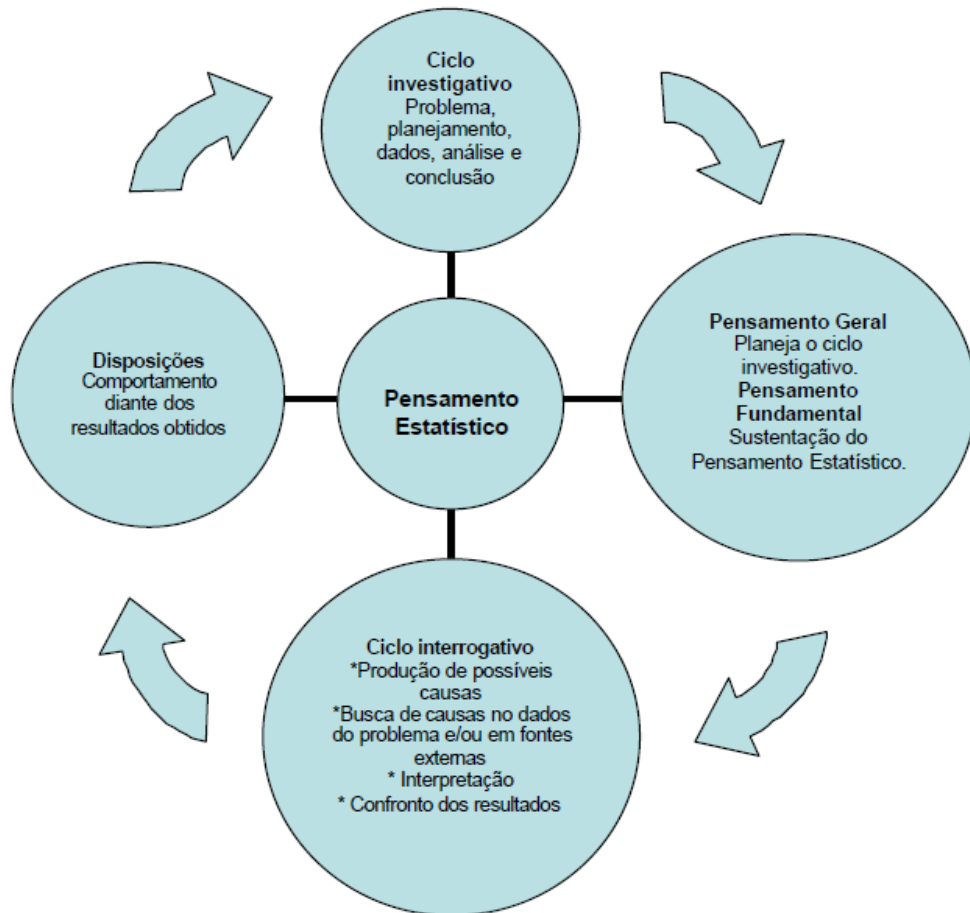 Ciclo
investigativo
Problema,
planejamento,
dados, análise e
conclusão
Pensamento Geral
Planeja o ciclo
investigativo.
Pensamento
Fundamental
Sustentação do
Pensamento Estatístico.
Disposições
Comportamento
diante dos
resultados obtidos
Pensamento
Estatístico
Ciclo interrogativo
*Produção de possíveis
causas
*Busca de causas no dados
do problema e/ou em fontes
externas
* Interpretação
* Confronto dos resultados